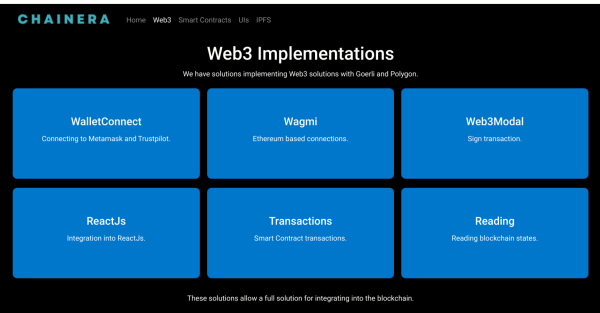 CHAINERA Home Web3 Smart Contracts UIs IPFS
Web3 Implementations
We have solutions implementing Web3 solutions with Goerli and Polygon.
WalletConnect
Connecting to Metamask and Trustpilot.
Wagmi
Ethereum based connections.
Web3Modal
Sign transaction.
ReactJs
Integration into ReactJs.
Transactions
Smart Contract transactions.
Reading
Reading blockchain states.
These solutions allow a full solution for integrating into the blockchain.